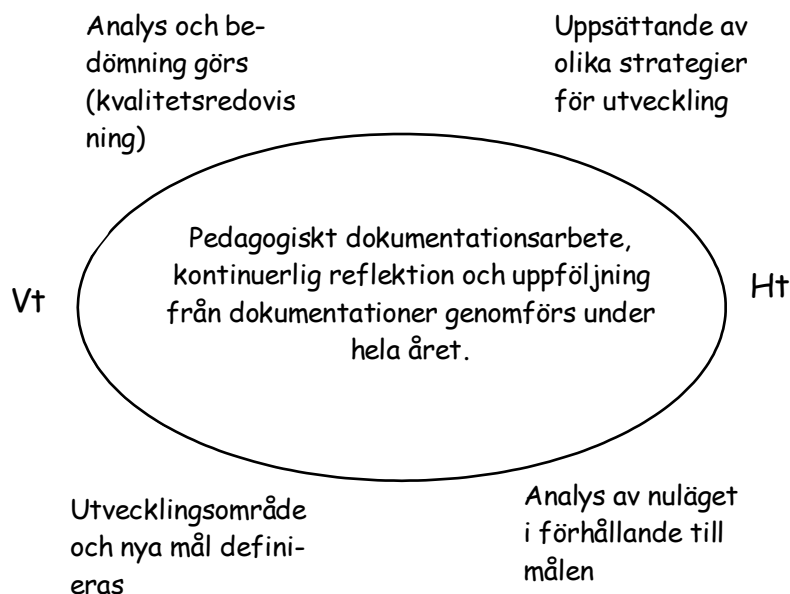 Analys och be-
dömning görs
(kvalitetsredovis
ning)
Uppsättande av
olika strategier
för utveckling
Pedagogiskt dokumentationsarbete,
kontinuerlig reflektion och uppföljning
från dokumentationer genomförs under
hela året.
Vt
Ht
Utvecklingsområde
och nya mål defini-
eras
Analys av nuläget
i förhållande till
målen